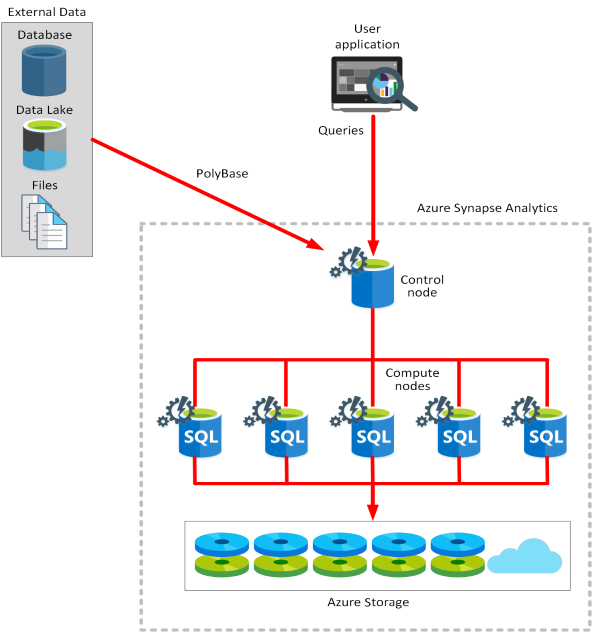 External Data
Database
Data Lake
Files
User
application
Queries
PolyBase
Azure Synapse Analytics
Control
node
Compute
nodes
SQL
SQL
SQL
SQL
SQL
Azure Storage